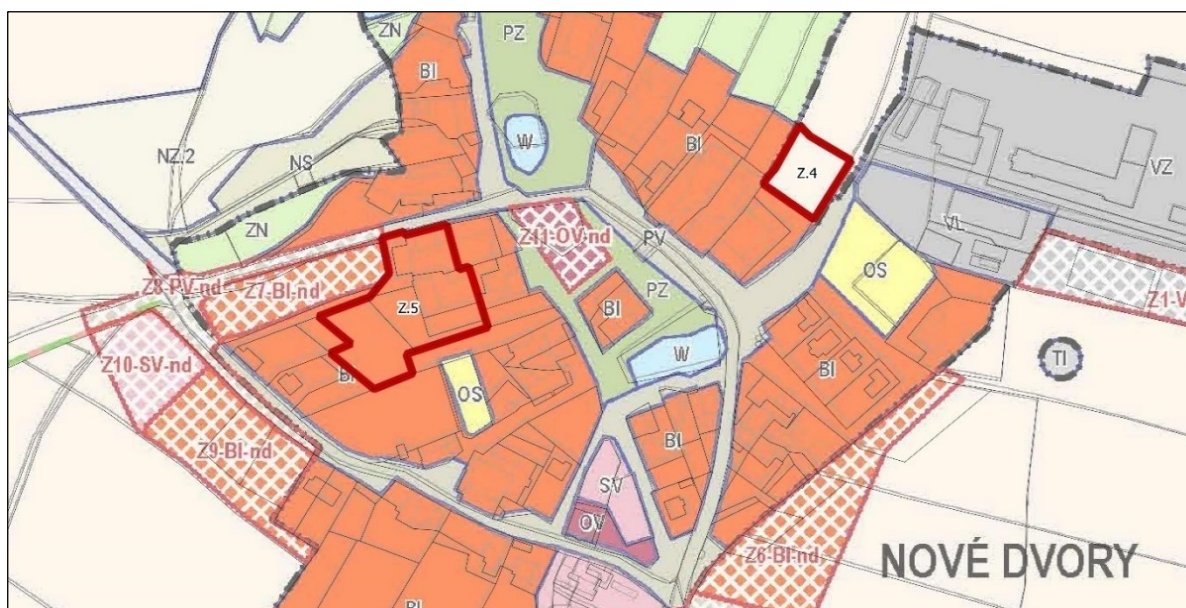 ZN
PZ
BI
W
BI
Z.4
VZ
NZ.2
NS
ZN
Z11-OV-nd
PV
VL
OS
Z8-PV-nd
Z7-BI-nd
Z.5
BI
PZ
Z1-V
Z10-SV-nd
BI
OS
W
BI
TI
Z9-BI-nd
BI
SV
OV
Z6-BI-nd
NOVÉ DVORY
BI